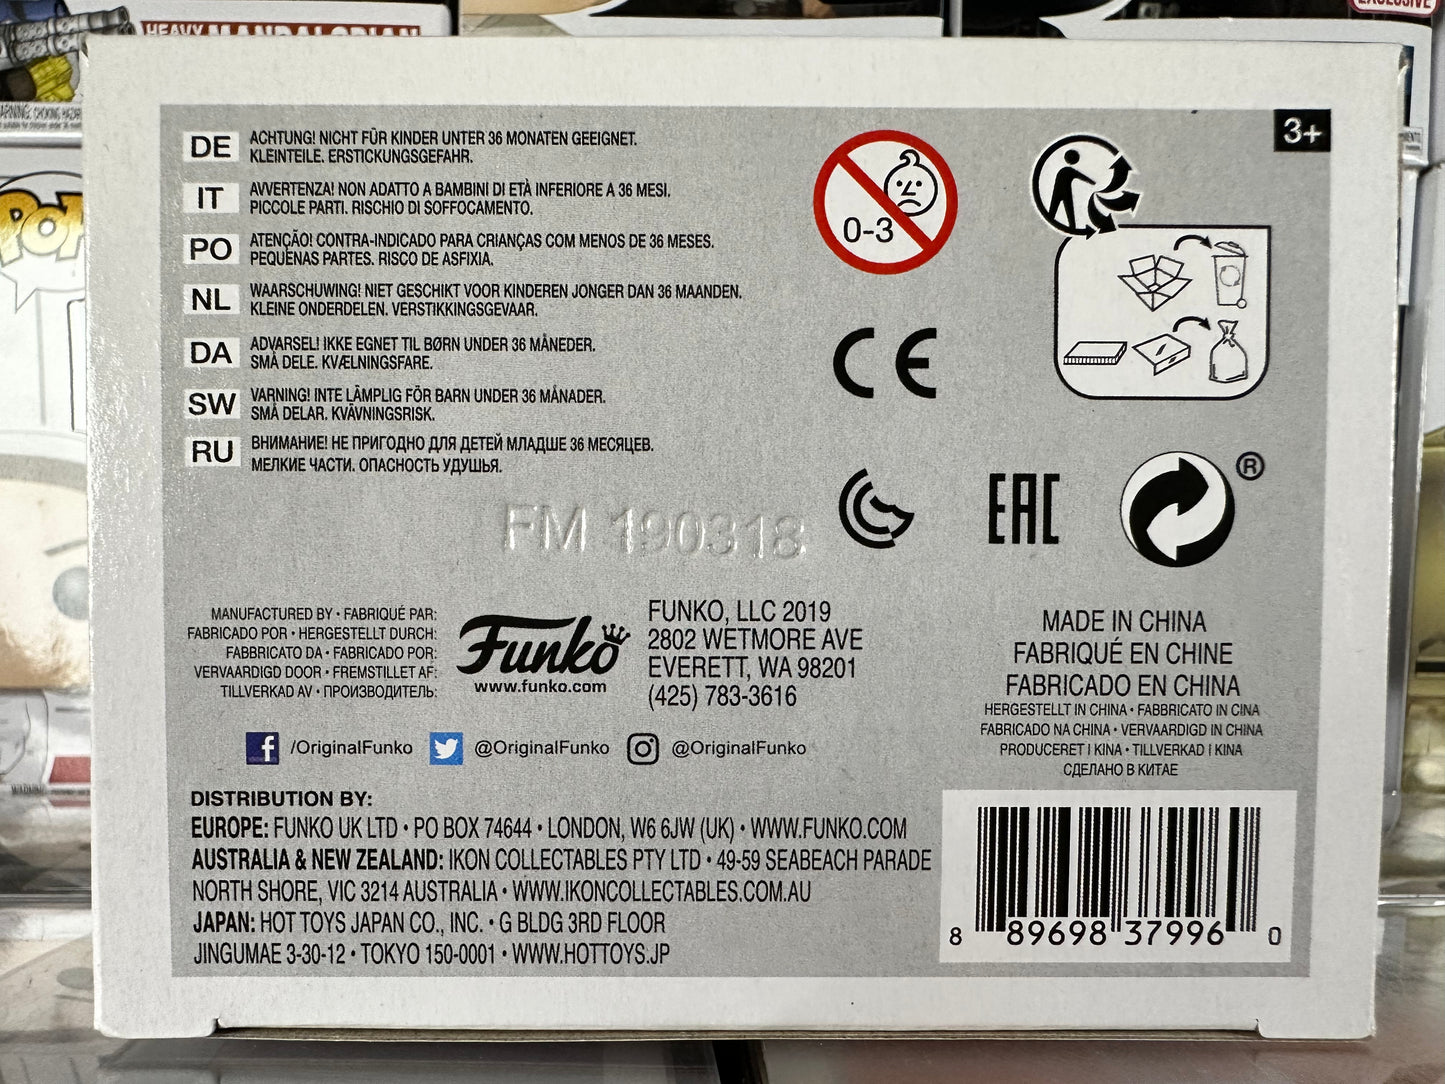 HEAVY MANDALORIAN
EXCLUSIVE
POP
3+
DE ACHTUNG! NICHT FÜR KINDER UNTER 36 MONATEN GEEIGNET.
KLEINTEILE. ERSTICKUNGSGEFAHR.
IT AVVERTENZA! NON ADATTO A BAMBINI DI ETÀ INFERIORE A 36 MESI.
PICCOLE PARTI. RISCHIO DI SOFFOCAMENTO.
PO ATENÇÃO! CONTRA-INDICADO PARA CRIANÇAS COM MENOS DE 36 MESES.
PEQUENAS PARTES. RISCO DE ASFIXIA.
NL WAARSCHUWING! NIET GESCHIKT VOOR KINDEREN JONGER DAN 36 MAANDEN.
KLEINE ONDERDELEN. VERSTIKKINGSGEVAAR.
DA ADVARSEL! IKKE EGNET TIL BØRN UNDER 36 MÅNEDER.
SMÅ DELE. KVÆLNINGSFARE.
SW VARNING! INTE LÄMPLIG FÖR BARN UNDER 36 MÅNADER.
SMÅ DELAR. KVÄVNINGSRISK.
RU ВНИМАНИЕ! НЕ ПРИГОДНО ДЛЯ ДЕТЕЙ МЛАДШЕ 36 МЕСЯЦЕВ.
МЕЛКИЕ ЧАСТИ. ОПАСНОСТЬ УДУШЬЯ.
0-3
CE
EAC
®
FM 190318
MANUFACTURED BY • FABRIQUÉ PAR:
FABRICADO POR • HERGESTELLT DURCH:
FABBRICATO DA • FABRICADO POR:
VERVAARDIGD DOOR • FREMSTILLET AF:
TILLVERKAD AV • ПРОИЗВОДИТЕЛЬ:
Funko
www.funko.com
FUNKO, LLC 2019
2802 WETMORE AVE
EVERETT, WA 98201
(425) 783-3616
MADE IN CHINA
FABRIQUÉ EN CHINE
FABRICADO EN CHINA
HERGESTELLT IN CHINA • FABBRICATO IN CINA
FABRICADO NA CHINA • VERVAARDIGD IN CHINA
PRODUCERET I KINA • TILLVERKAD I KINA
СДЕЛАНО В КИТАЕ
/OriginalFunko @OriginalFunko @OriginalFunko
DISTRIBUTION BY:
EUROPE: FUNKO UK LTD • PO BOX 74644 • LONDON, W6 6JW (UK) • WWW.FUNKO.COM
AUSTRALIA & NEW ZEALAND: IKON COLLECTABLES PTY LTD • 49-59 SEABEACH PARADE
NORTH SHORE, VIC 3214 AUSTRALIA • WWW.IKONCOLLECTABLES.COM.AU
JAPAN: HOT TOYS JAPAN CO., INC. • G BLDG 3RD FLOOR
JINGUMAE 3-30-12 • TOKYO 150-0001 • WWW.HOTTOYS.JP
8 89698 37996 0